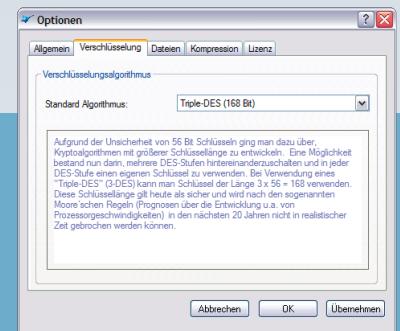 Optionen
Allgemein Verschlüsselung Dateien Kompression Lizenz
Verschlüsselungsalgorithmus
Standard Algorithmus: Triple-DES (168 Bit)
Aufgrund der Unsicherheit von 56 Bit Schlüsseln ging man dazu über,
Kryptoalgorithmen mit größerer Schlüssellänge zu entwickeln. Eine Möglichkeit
bestand nun darin, mehrere DES-Stufen hintereinanderzuschalten und in jeder
DES-Stufe einen eigenen Schlüssel zu verwenden. Bei Verwendung eines
"Triple-DES" (3-DES) kann man Schlüssel der Länge 3 x 56 = 168 verwenden.
Diese Schlüssellänge gilt heute als sicher und wird nach den sogenannten
Moore'schen Regeln (Prognosen über die Entwicklung u.a. von
Prozessorgeschwindigkeiten) in den nächsten 20 Jahren nicht in realistischer
Zeit gebrochen werden können.
Abbrechen OK Übernehmen